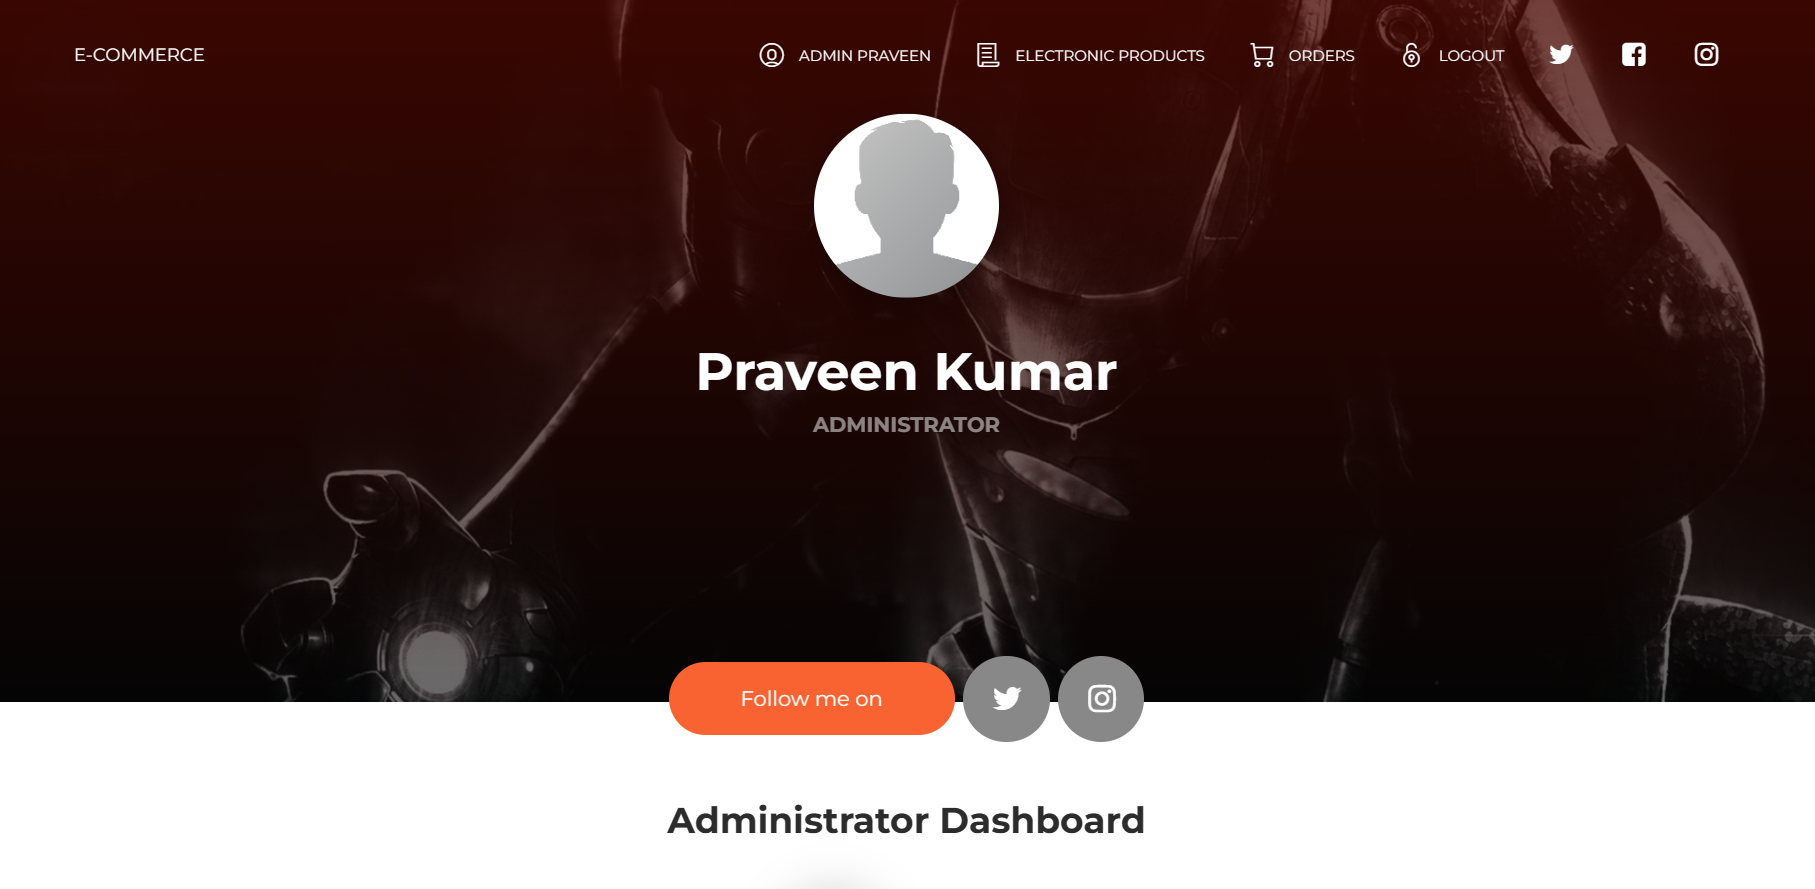 E-COMMERCE
ADMIN PRAVEEN
ELECTRONIC PRODUCTS
ORDERS
LOGOUT
Praveen Kumar
ADMINISTRATOR
Follow me on
Administrator Dashboard